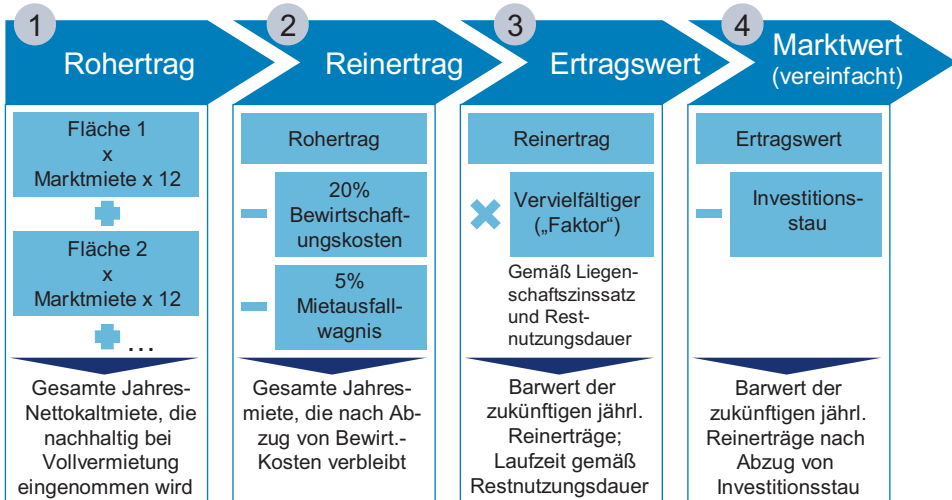 1
Rohertrag
Fläche 1
x
Marktmiete x 12
Fläche 2
x
Marktmiete x 12
...
Gesamte Jahres-
Nettokaltmiete, die
nachhaltig bei
Vollvermietung
eingenommen wird
2
Reinertrag
Rohertrag
20%
Bewirtschaft-
ungskosten
5%
Mietausfall-
wagnis
Gesamte Jahres-
miete, die nach Ab-
zug von Bewirt.-
Kosten verbleibt
3
Ertragswert
Reinertrag
Vervielfältiger
(„Faktor“)
Gemäß Liegen-
schaftszinssatz
und Rest-
nutzungsdauer
Barwert der
zukünftigen jährl.
Reinerträge;
Laufzeit gemäß
Restnutzungsdauer
4
Marktwert
(vereinfacht)
Ertragswert
Investitions-
stau
Barwert der
zukünftigen jährl.
Reinerträge nach
Abzug von
Investitionsstau